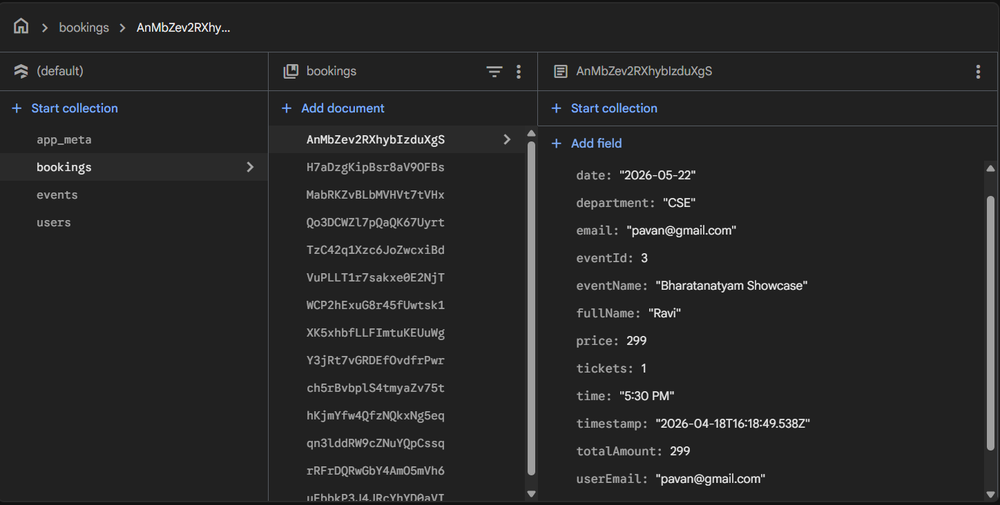 bookings
AnMbZev2RXhy...
(default)
Start collection
app_meta
bookings
events
users
bookings
Add document
AnMbZev2RXhybIzduXgS
H7aDzgKipBsr8aV9OFBs
MabRKZvBLbMVHVt7tVHx
Qo3DCWZl7pQaQK67Uyrt
TzC42q1Xzc6JoZwcxiBd
VuPLLT1r7sakxe0E2NjT
WCP2hExuG8r45fUwtsk1
XK5xhbfLLFImtuKEUuWg
Y3jRt7vGRDEfOvdfrPwr
ch5rBvbplS4tmyaZv75t
hKjmYfw4QfzNQkxNg5eq
qn3lddRW9cZNuYQpCssq
rRFrDQRwGbY4AmO5mVh6
AnMbZev2RXhybIzduXgS
Start collection
Add field
date: "2026-05-22"
department: "CSE"
email: "pavan@gmail.com"
eventId: 3
eventName: "Bharatanatyam Showcase"
fullName: "Ravi"
price: 299
tickets: 1
time: "5:30 PM"
timestamp: "2026-04-18T16:18:49.538Z"
totalAmount: 299
userEmail: "pavan@gmail.com"